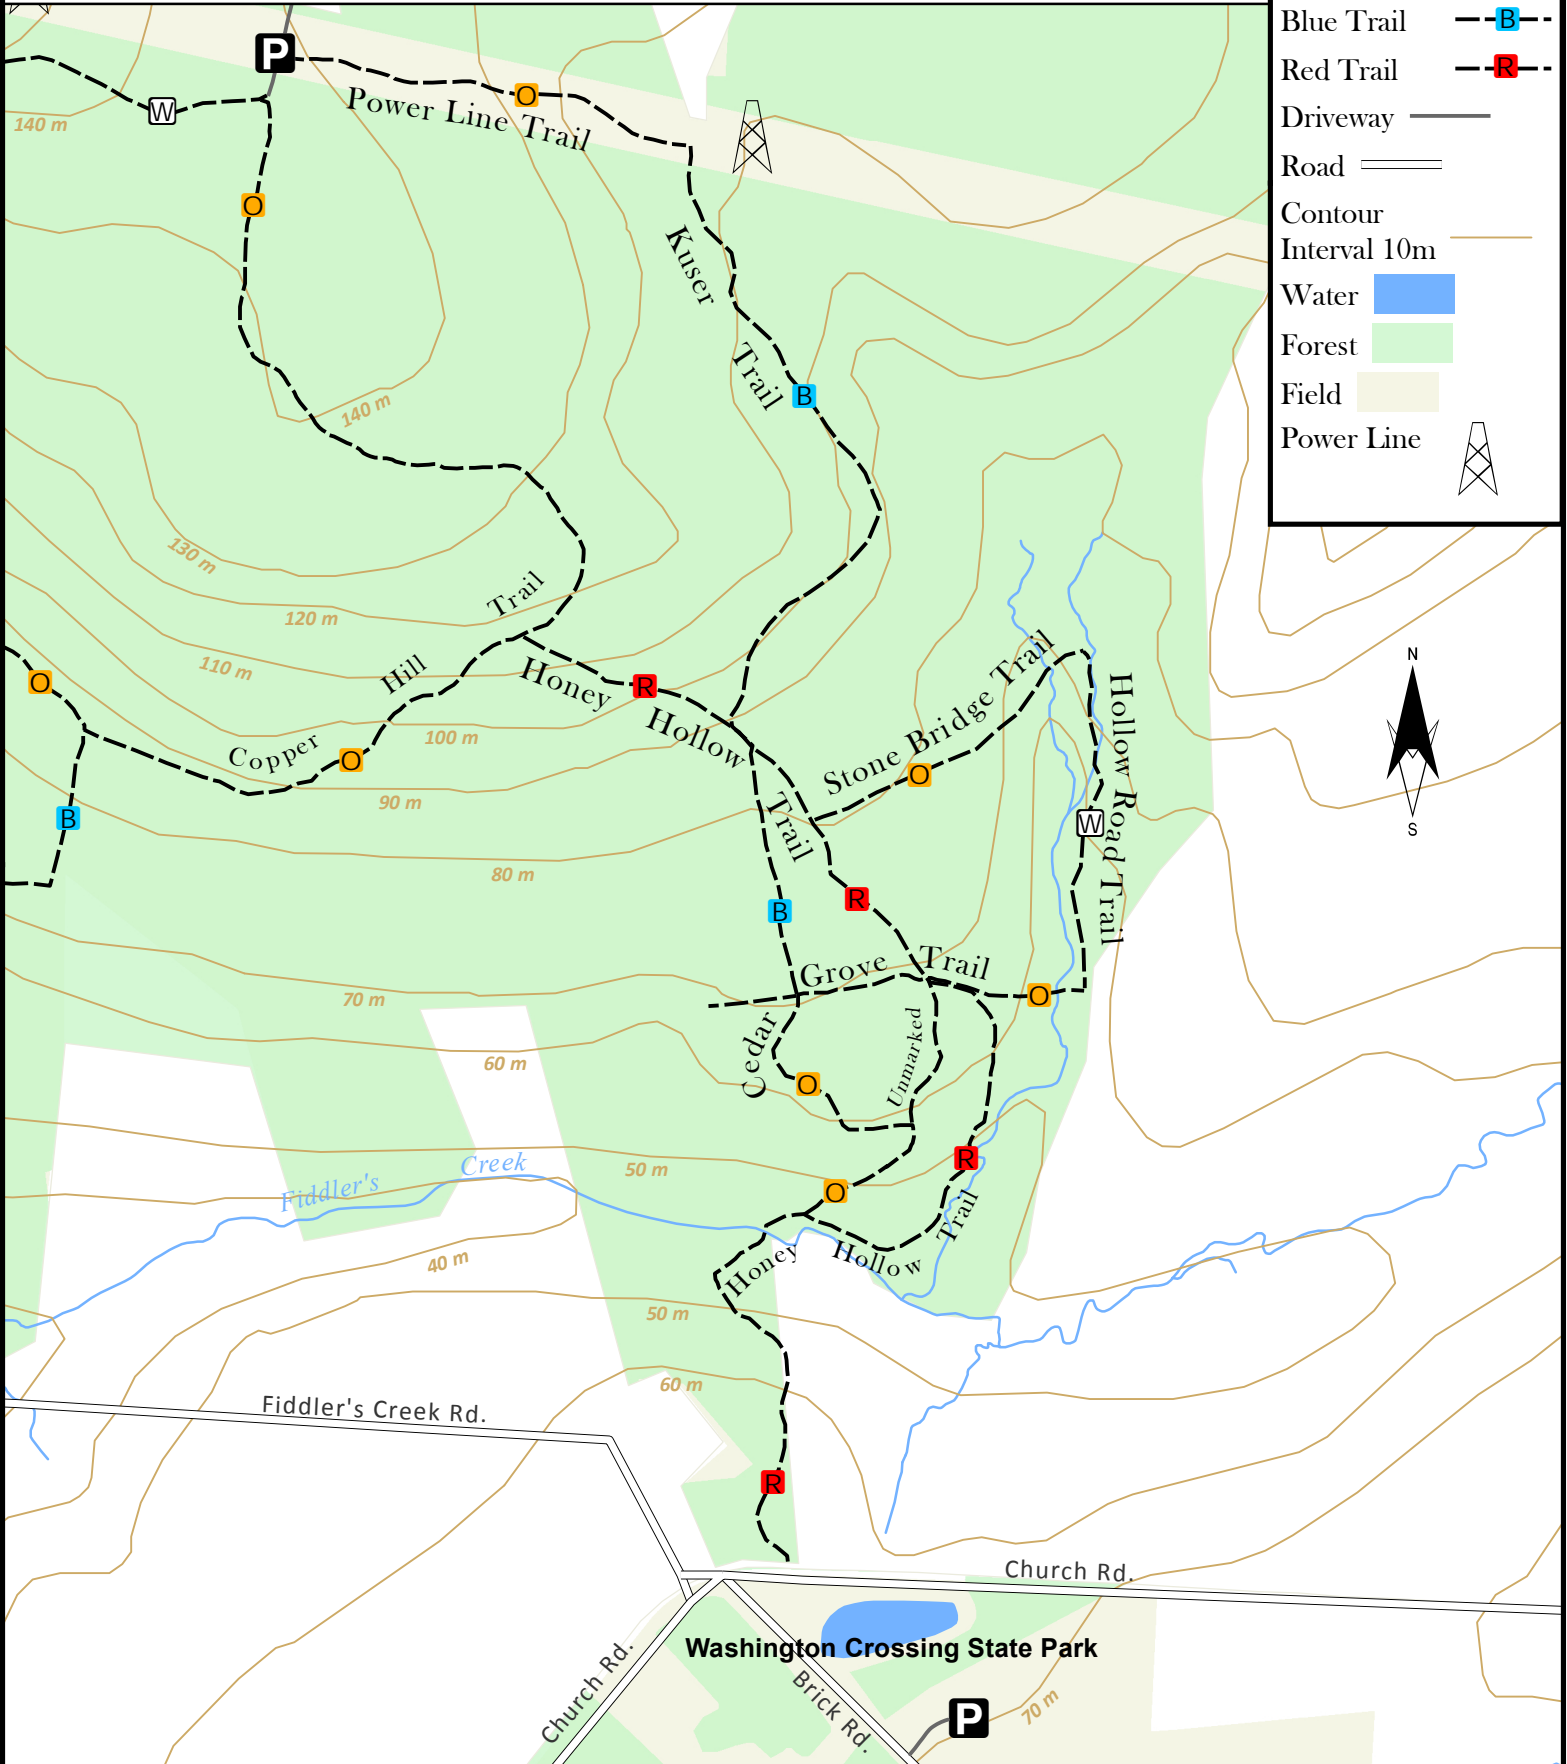 Blue Trail
B
Red Trail
R
Driveway
Road
Contour
Interval 10m
Water
Forest
Field
Power Line
P
W
140 m
O
Power Line Trail
O
Kuser
Trail
B
140 m
130 m
120 m
110 m
100 m
90 m
80 m
70 m
60 m
50 m
40 m
50 m
60 m
70 m
N
S
O
B
Copper
Hill
Trail
O
Honey
R
Hollow
Trail
Stone Bridge Trail
O
Hollow Road Trail
W
B
R
Grove
Trail
O
Cedar
O
Unmarked
R
O
Honey
Hollow
Trail
Fiddler's
Creek
R
Fiddler's Creek Rd.
Church Rd.
Washington Crossing State Park
Church Rd.
Brick Rd.
P